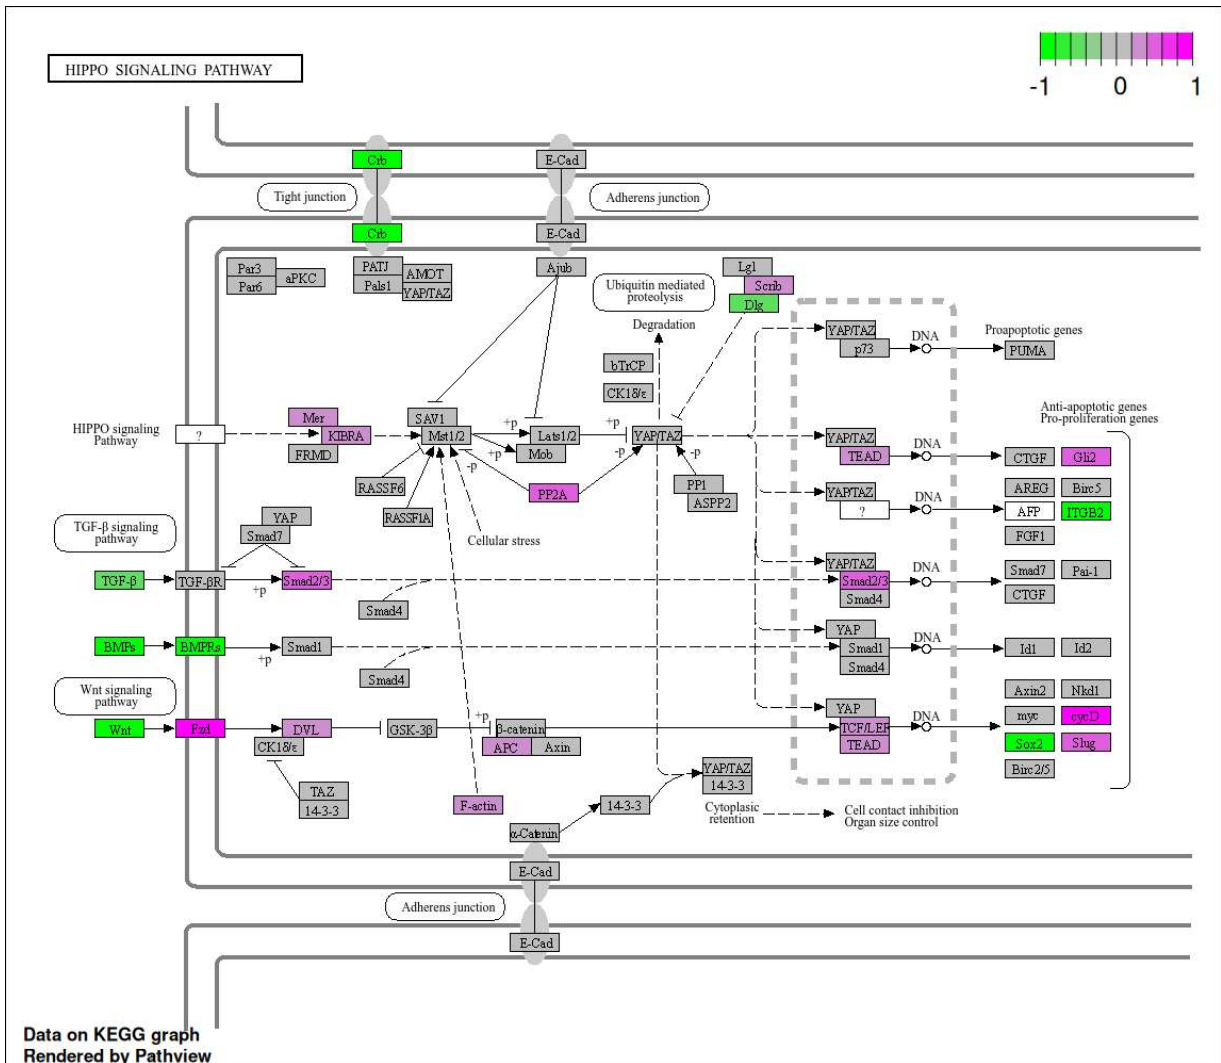 HIPPO SIGNALING PATHWAY
-1 0 1
Crb
E-Cad
Tight junction
Adherens junction
Crb
E-Cad
Par3
Par6
aPKC
PATJ
Pals1
AMOT
YAP/TAZ
Ajub
Ubiquitin mediated
proteolysis
Degradation
Lgl
Scrib
Dlg
YAP/TAZ
p73
DNA
Proapoptotic genes
PUMA
bTrCP
CK1δ/ε
HIPPO signaling
Pathway
?
Mer
KIBRA
FRMD
SAV1
Mst1/2
+p
Lats1/2
Mob
+p
-p
+p
YAP/TAZ
-p
-p
RASSF6
RASSF1A
PP2A
PP1
ASPP2
Cellular stress
Anti-apoptotic genes
Pro-proliferation genes
YAP/TAZ
TEAD
DNA
CTGF
Gli2
YAP/TAZ
?
DNA
AREG
Birc5
AFP
ITGB2
FGF1
TGF-β signaling
pathway
YAP
Smad7
TGF-β
TGF-βR
+p
Smad2/3
Smad4
YAP/TAZ
Smad2/3
Smad4
DNA
Smad7
Pai-1
CTGF
BMPs
BMPRs
+p
Smad1
Smad4
YAP
Smad1
Smad4
DNA
Id1
Id2
Wnt signaling
pathway
Wnt
Fzd
DVL
CK1δ/ε
GSK-3β
+p
β-catenin
APC
Axin
YAP
TCF/LEF
TEAD
DNA
Axin2
Nkd1
myc
cycD
Sox2
Slug
Birc2/5
TAZ
14-3-3
F-actin
α-Catenin
14-3-3
YAP/TAZ
14-3-3
Cytoplasic
retention
Cell contact inhibition
Organ size control
E-Cad
Adherens junction
E-Cad
Data on KEGG graph
Rendered by Pathview